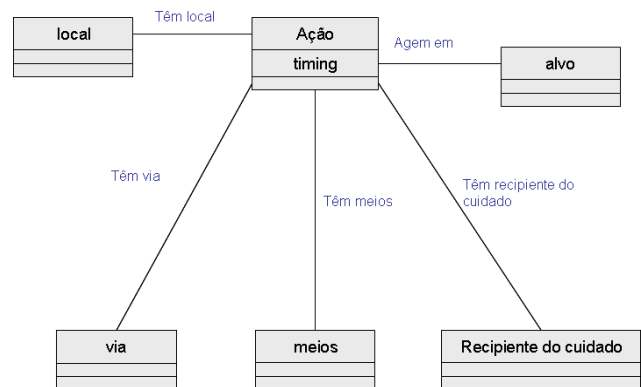 Têm local
local
Ação
timing
Agem em
alvo
Têm via
Têm meios
Têm recipiente do
cuidado
via
meios
Recipiente do cuidado